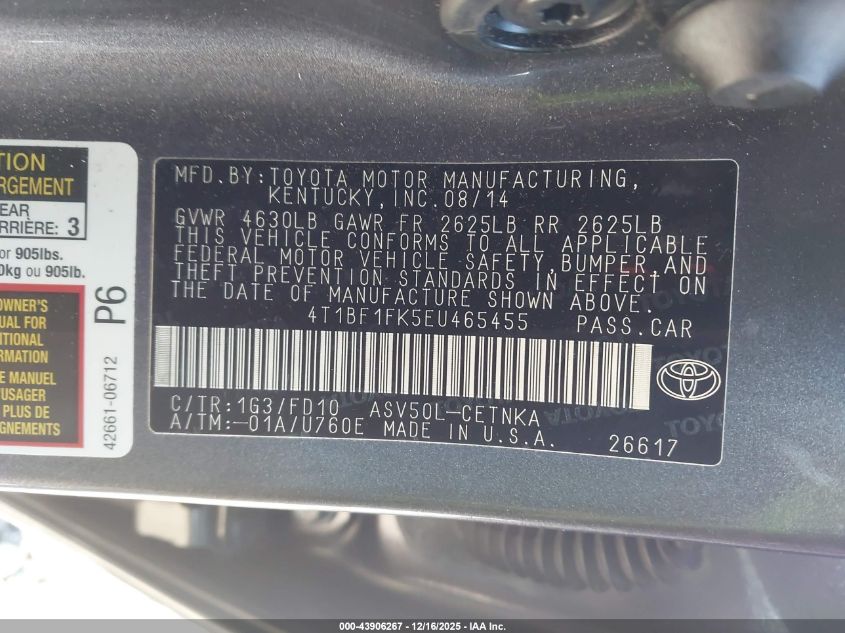 TION
RGEMENT
EAR
RRIÈRE: 3
or 905lbs.
0kg ou 905lb.
OWNER'S
UAL FOR
ITIONAL
RMATION
E MANUEL
'USAGER
PLUS DE
GNEMENTS
P6
42661-06712
MFD.BY:TOYOTA MOTOR MANUFACTURING,
KENTUCKY, INC. 08/14
GVWR 4630LB GAWR FR 2625LB RR 2625LB
THIS VEHICLE CONFORMS TO ALL APPLICABLE
FEDERAL MOTOR VEHICLE SAFETY,BUMPER,AND
THEFT PREVENTION STANDARDS IN EFFECT ON
THE DATE OF MANUFACTURE SHOWN ABOVE.
4T1BF1FK5EU465455 PASS.CAR
C/TR:1G3/FD10 ASV50L-CETNKA
A/TM:-01A/U760E MADE IN U.S.A.
26617
000-43906267 - 12/16/2025 - IAA Inc.